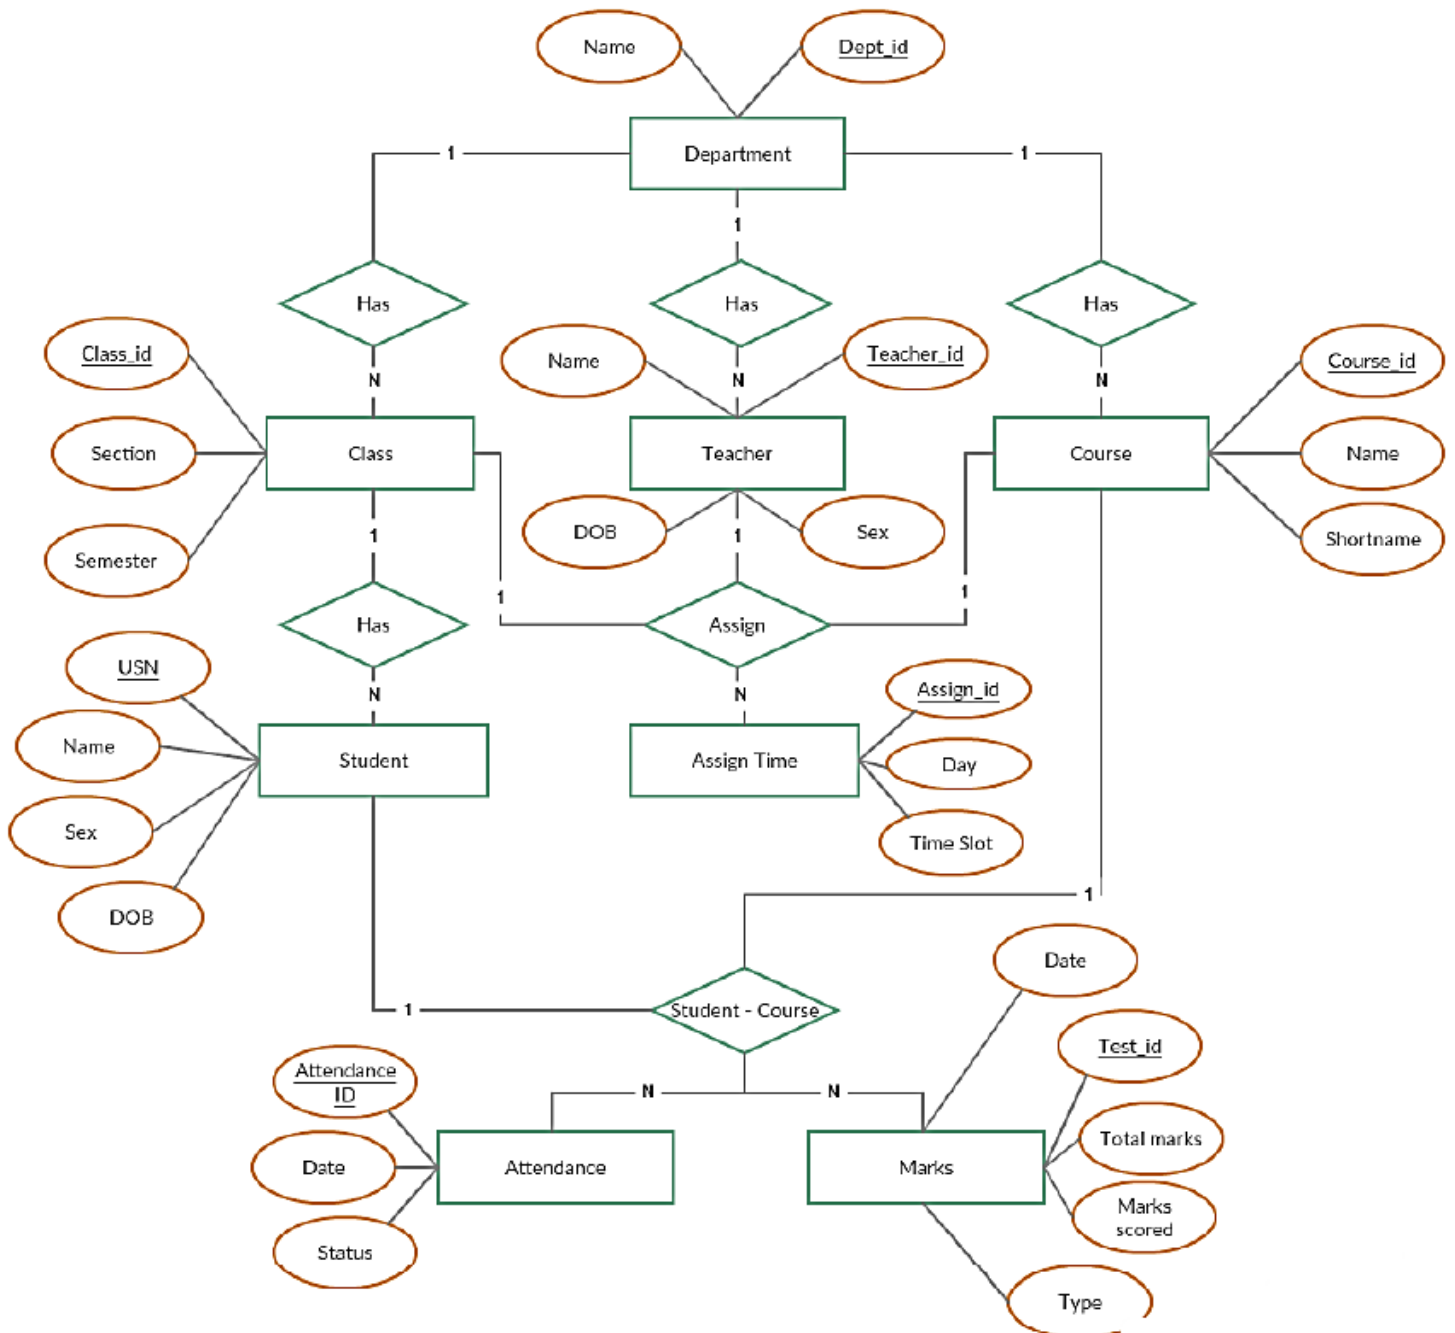 Name
Dept_id
Department
1
1
1
Has
Has
Has
Class_id
Name
Teacher_id
Course_id
N
N
N
Section
Class
Teacher
Course
Name
Semester
1
DOB
1
Sex
Shortname
1
1
Has
Assign
USN
N
N
Assign_id
Name
Student
Assign Time
Day
Sex
Time Slot
DOB
1
Date
1
Student - Course
Test_id
Attendance
ID
N
N
Total marks
Date
Attendance
Marks
Marks
scored
Status
Type